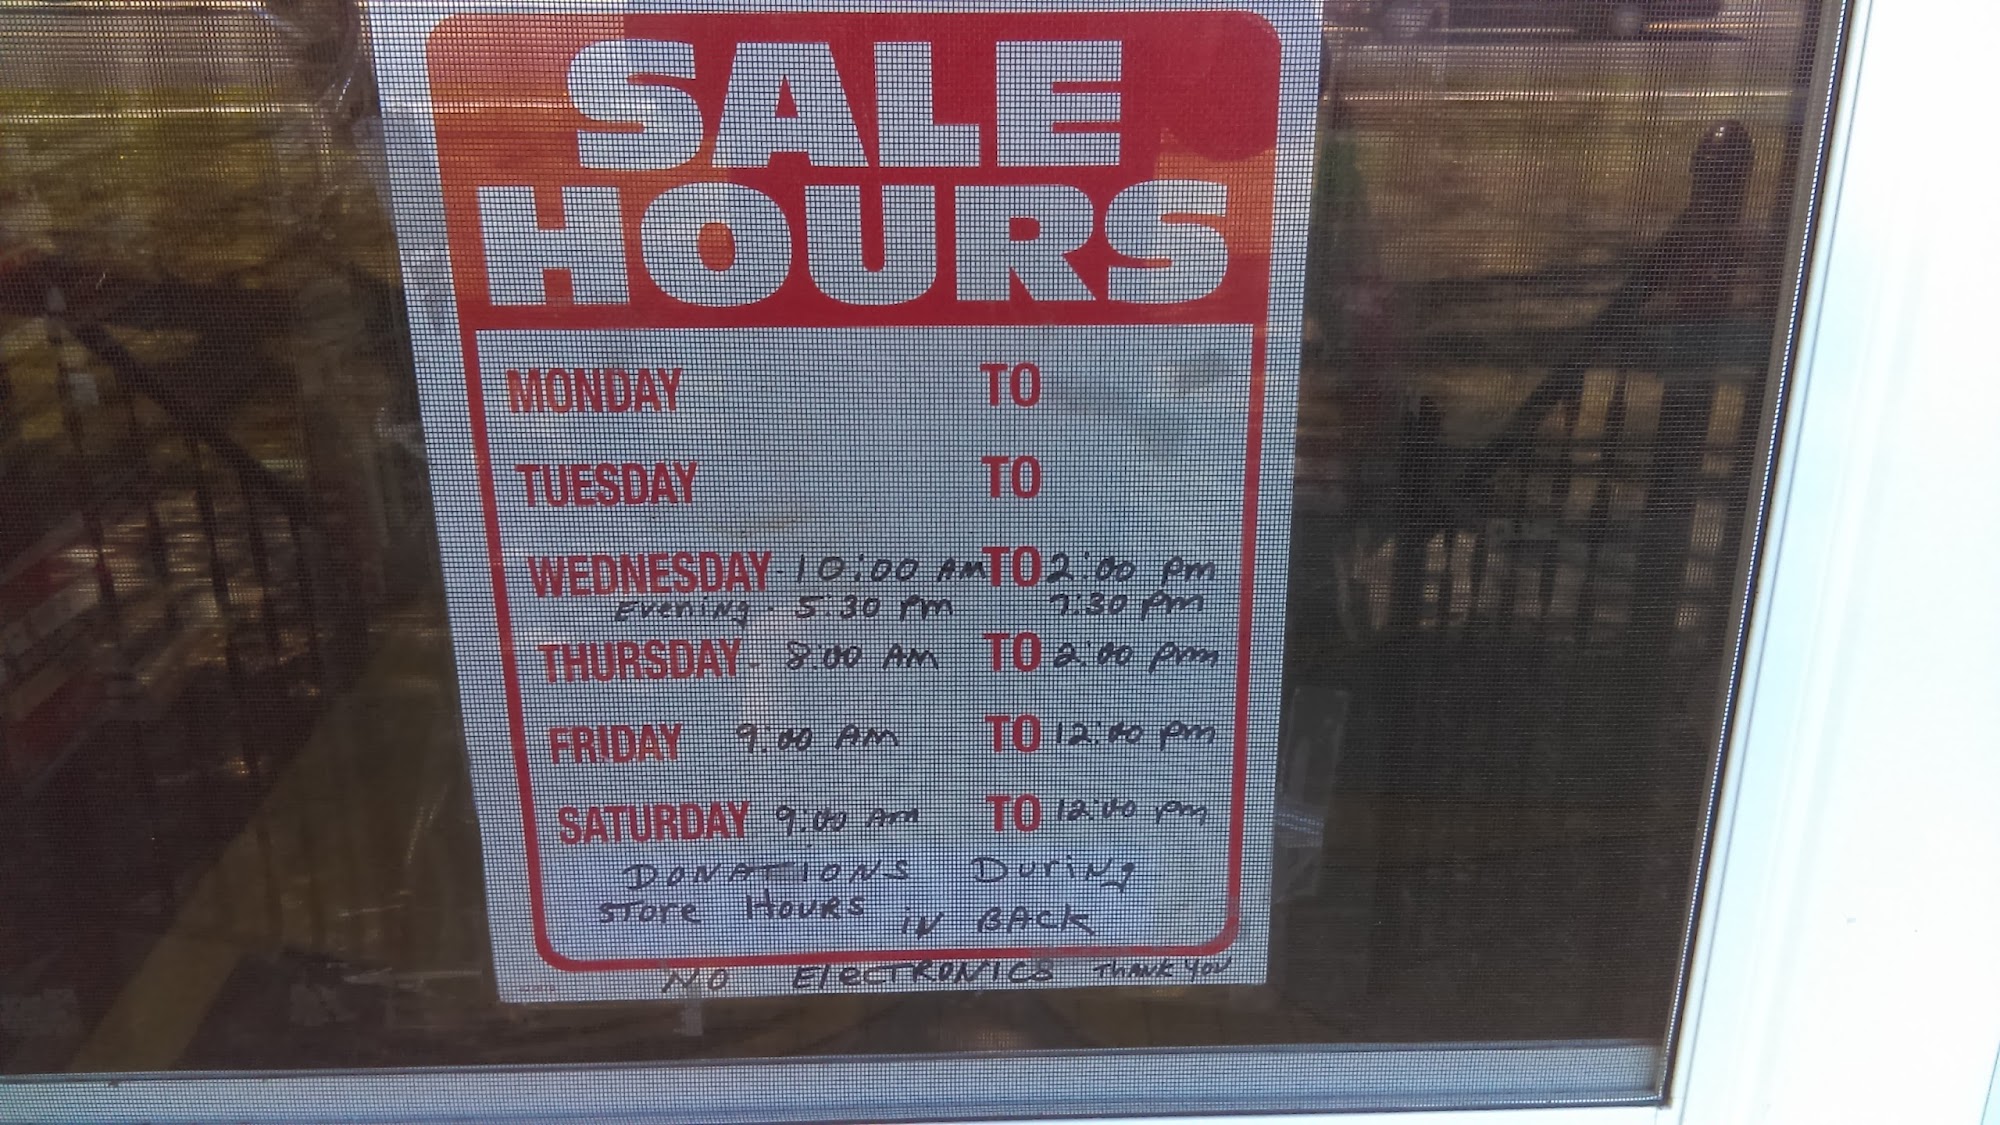 SALE
HOURS
MONDAY TO
TUESDAY TO
WEDNESDAY - 10:00 AM TO 2:00 pm
Evening - 5:30 pm 7:30 pm
THURSDAY - 8:00 AM TO 2:00 pm
FRIDAY 9:00 AM TO 12:00 pm
SATURDAY 9:00 Am TO 12:00 pm
DONATIONS DuriNg
STore HOURS iN BACK
NO ElecTRONICS THANK YOU